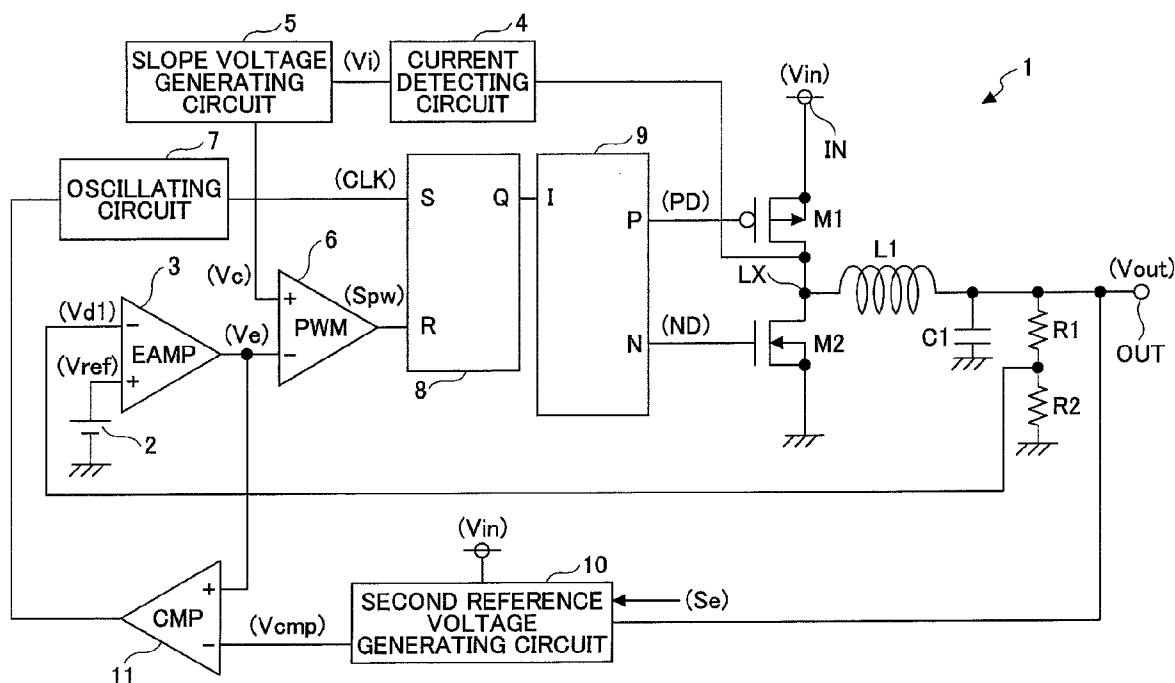 5
4
1
SLOPE VOLTAGE
GENERATING
CIRCUIT
(Vi)
CURRENT
DETECTING
CIRCUIT
(Vin)
IN
7
OSCILLATING
CIRCUIT
(CLK)
S
Q
9
I
P
(PD)
M1
6
(Vc)
+
PWM
−
(Spw)
R
8
3
(Vd1)
−
EAMP
+
(Ve)
(Vref)
2
LX
L1
(Vout)
OUT
N
(ND)
M2
C1
R1
R2
(Vin)
10
SECOND REFERENCE
VOLTAGE
GENERATING CIRCUIT
(Se)
+
CMP
−
(Vcmp)
11